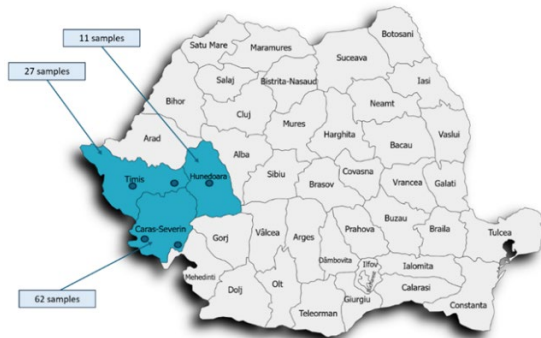 11 samples
27 samples
62 samples
Botosani
Satu Mare
Maramures
Suceava
Salaj
Bistrita-Nasaud
Iasi
Bihor
Cluj
Neamt
Mures
Harghita
Vaslui
Arad
Alba
Bacau
Timis
Hunedoara
Sibiu
Brasov
Covasna
Vrancea
Galati
Caras-Severin
Gorj
Vâlcea
Arges
Prahova
Buzau
Braila
Tulcea
Mehedinti
Dâmbovita
Ilfov
Ialomita
Dolj
Olt
Giurgiu
Calarasi
Teleorman
Constanta